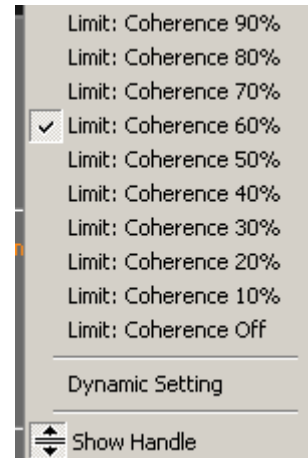 Limit: Coherence 90%
Limit: Coherence 80%
Limit: Coherence 70%
Limit: Coherence 60%
Limit: Coherence 50%
Limit: Coherence 40%
Limit: Coherence 30%
Limit: Coherence 20%
Limit: Coherence 10%
Limit: Coherence Off
Dynamic Setting
Show Handle